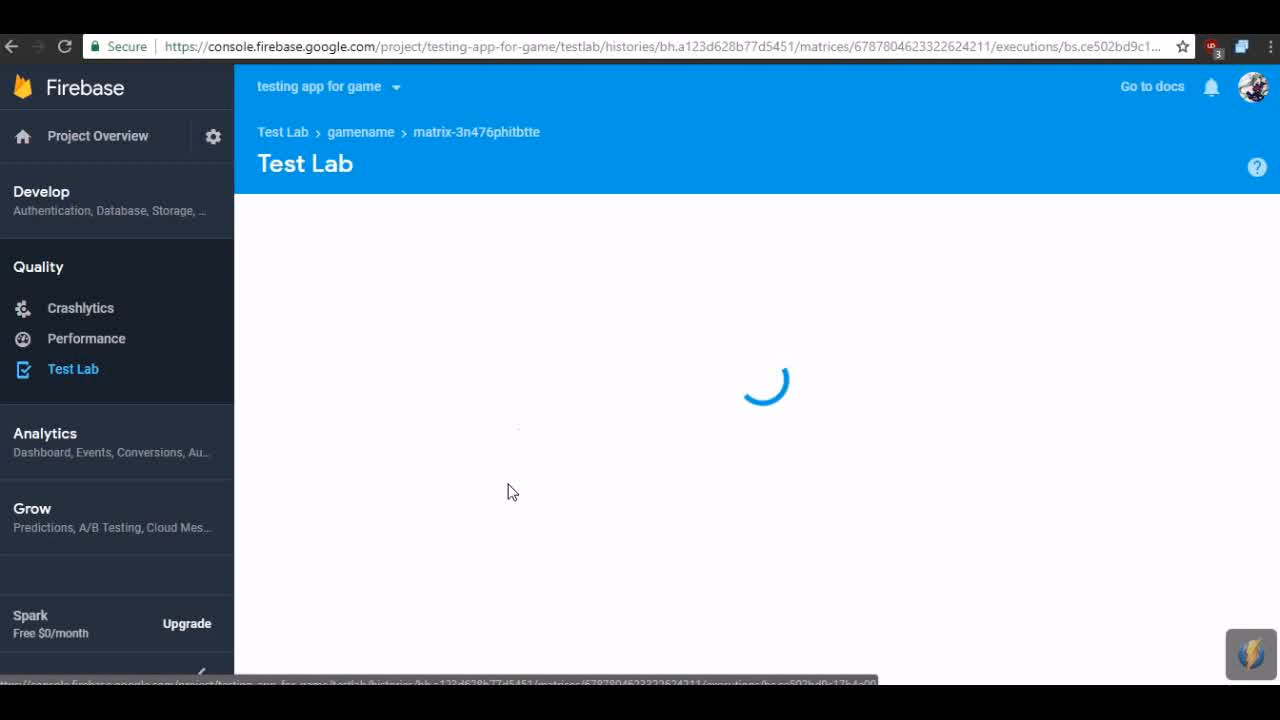 Secure https://console.firebase.google.com/project/testing-app-for-game/testlab/histories/bh.a123d628b77d5451/matrices/6787804623322624211/executions/bs.ce502bd9c1...
3
Firebase
testing app for game
Go to docs
Project Overview
Test Lab > gamename > matrix-3n476phitbtte
Test Lab
?
Develop
Authentication, Database, Storage, ...
Quality
Crashlytics
Performance
Test Lab
Analytics
Dashboard, Events, Conversions, Au...
Grow
Predictions, A/B Testing, Cloud Mes...
Spark
Free $0/month
Upgrade